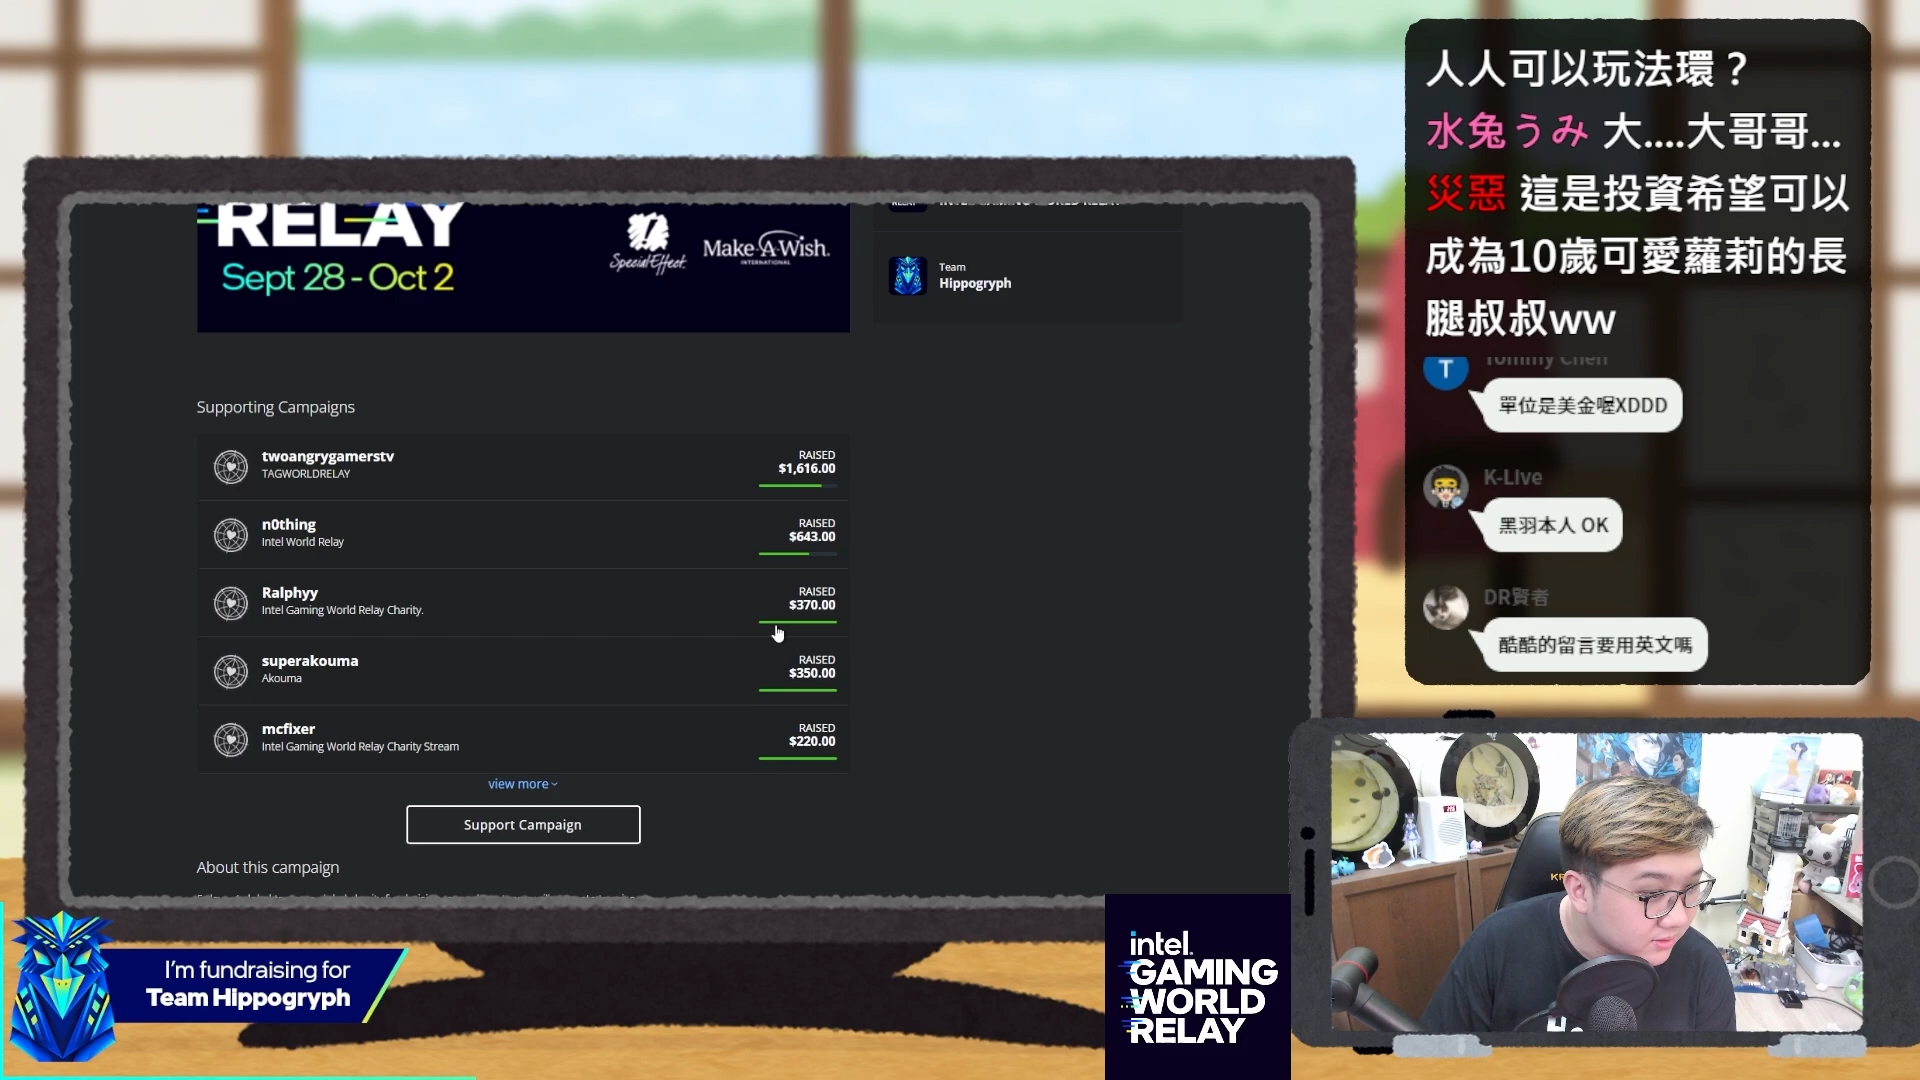 RELAY
Sept 28 - Oct 2
SpecialEffect
Make-A-Wish.
INTERNATIONAL
Team
Hippogryph
Supporting Campaigns
twoangrygamerstv
TAGWORLDRELAY
RAISED
$1,616.00
n0thing
Intel World Relay
RAISED
$643.00
Ralphyy
Intel Gaming World Relay Charity.
RAISED
$370.00
superakouma
Akouma
RAISED
$350.00
mcfixer
Intel Gaming World Relay Charity Stream
RAISED
$220.00
view more
Support Campaign
About this campaign
I'm fundraising for
Team Hippogryph
intel.
GAMING
WORLD
RELAY
人人可以玩法環？
水兔うみ 大....大哥哥...
災惡 這是投資希望可以
成為10歲可愛蘿莉的長
腿叔叔ww
T
Tommy Chen
單位是美金喔XDDD
K-LIve
黑羽本人 OK
DR賢者
酷酷的留言要用英文嗎